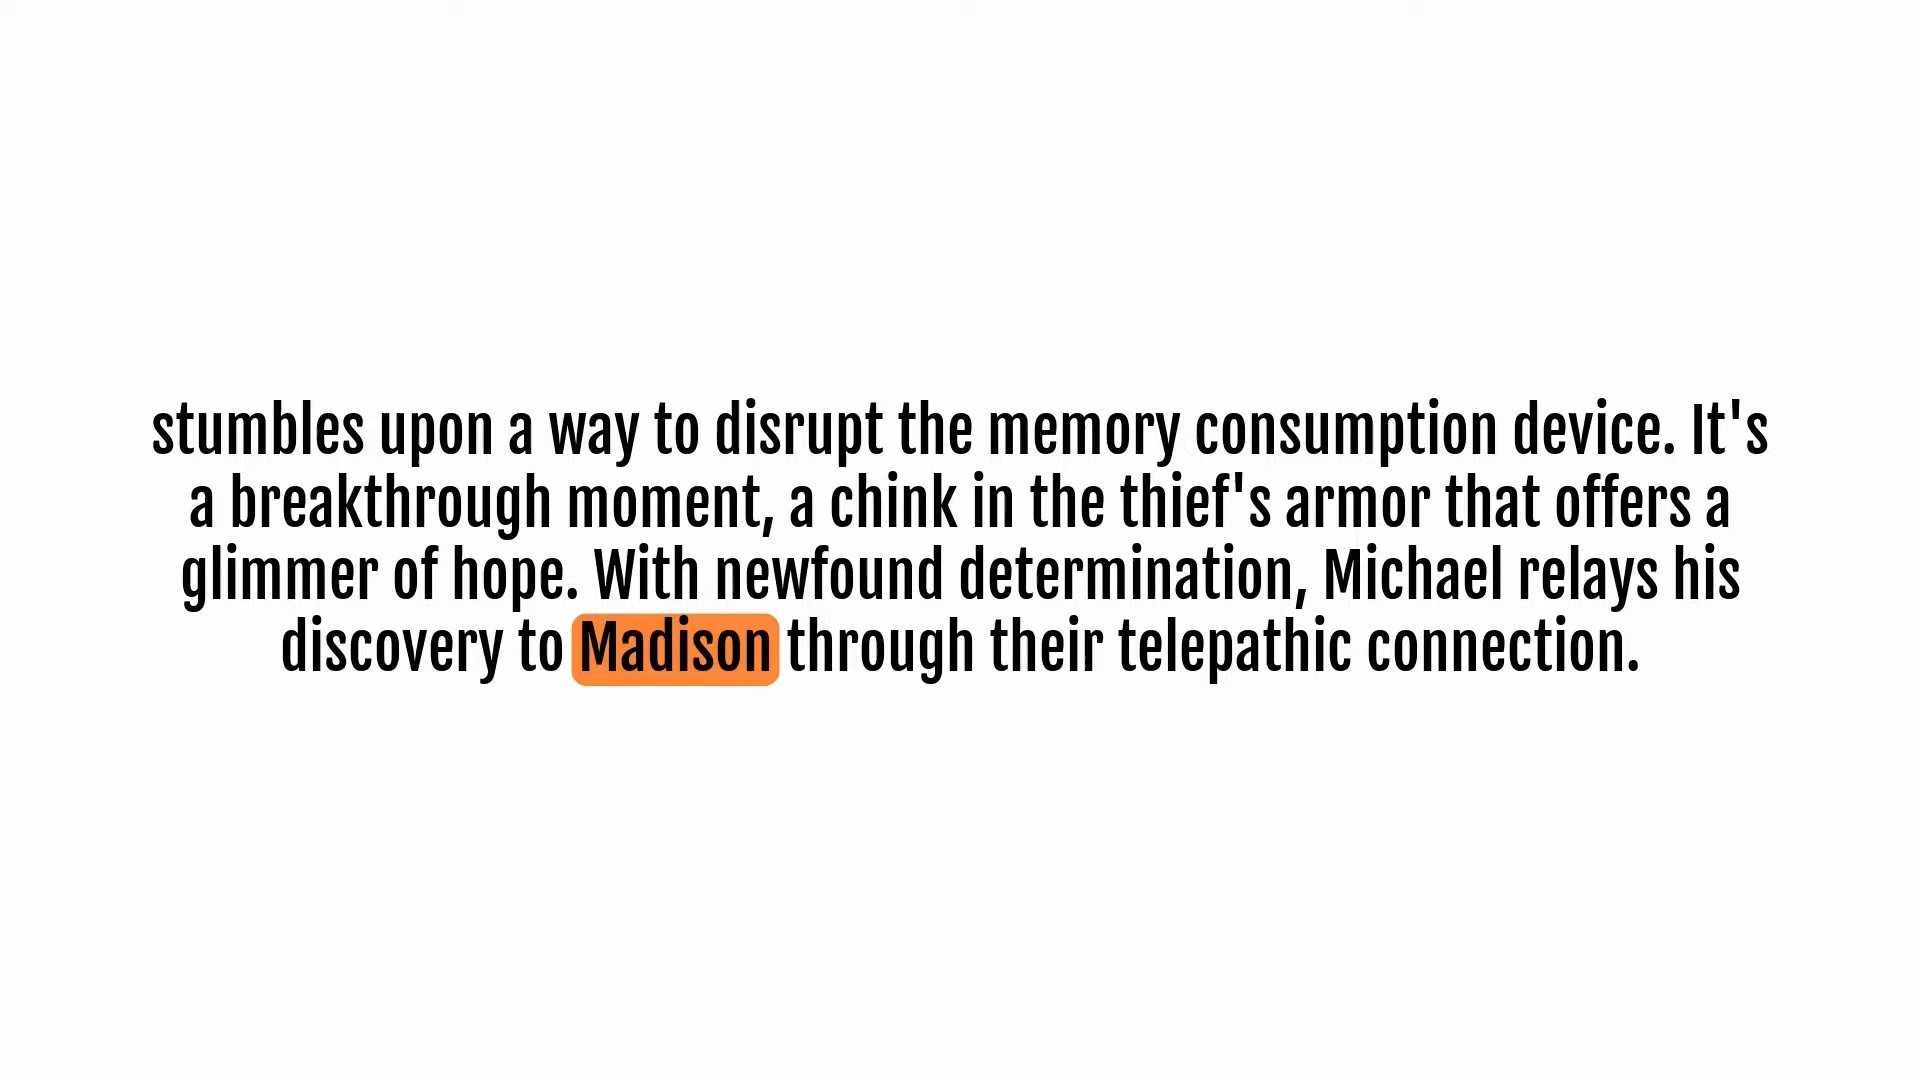 stumbles upon a way to disrupt the memory consumption device. It's
a breakthrough moment, a chink in the thief's armor that offers a
glimmer of hope. With newfound determination, Michael relays his
discovery to Madison through their telepathic connection.